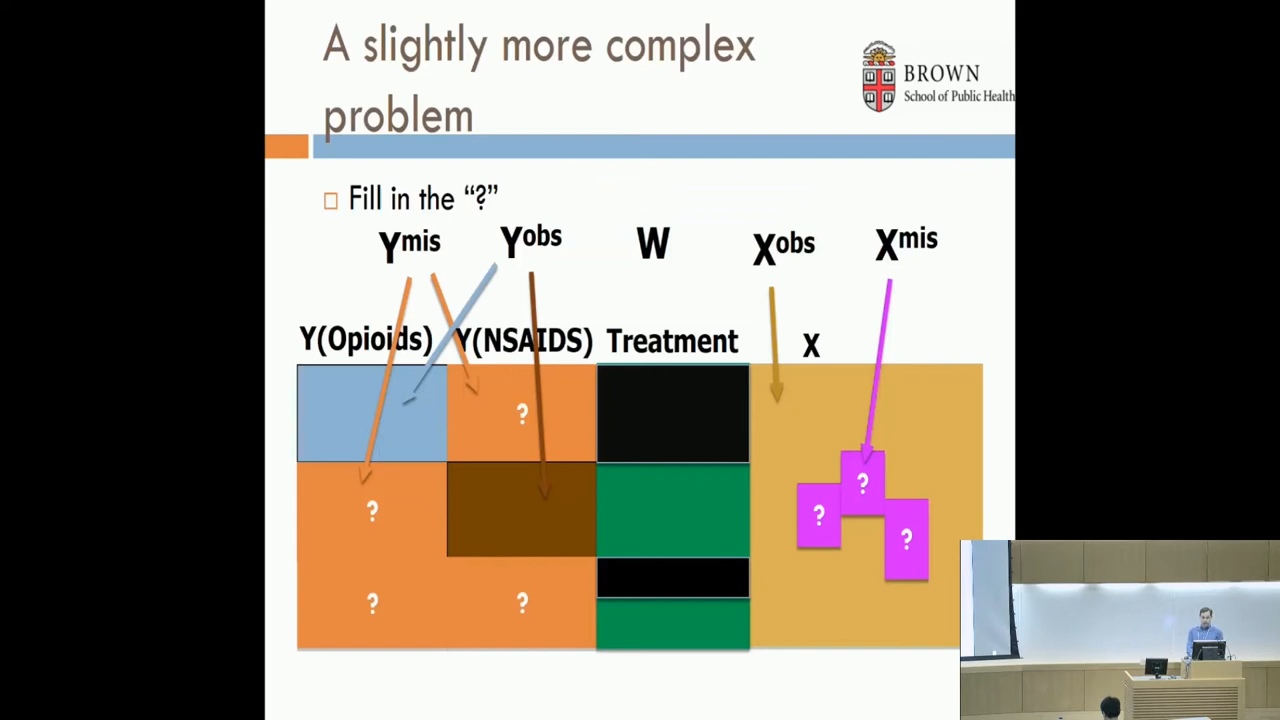 A slightly more complex
problem
BROWN
School of Public Health
Fill in the “?”
Ymis Yobs W Xobs Xmis
Y(Opioids) Y(NSAIDS) Treatment X
?
?
?
?
?
?
?